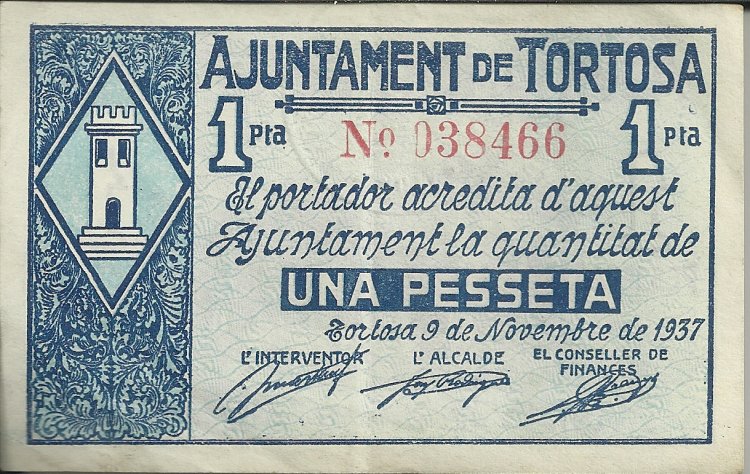 AJUNTAMENT DE TORTOSA
1 Pta
Nº 038466
1 Pta
El portador acredita d'aquest
Ajuntament la quantitat de
UNA PESSETA
Tortosa 9 de Novembre de 1937
L'INTERVENTOR
L'ALCALDE
EL CONSELLER DE
FINANCES